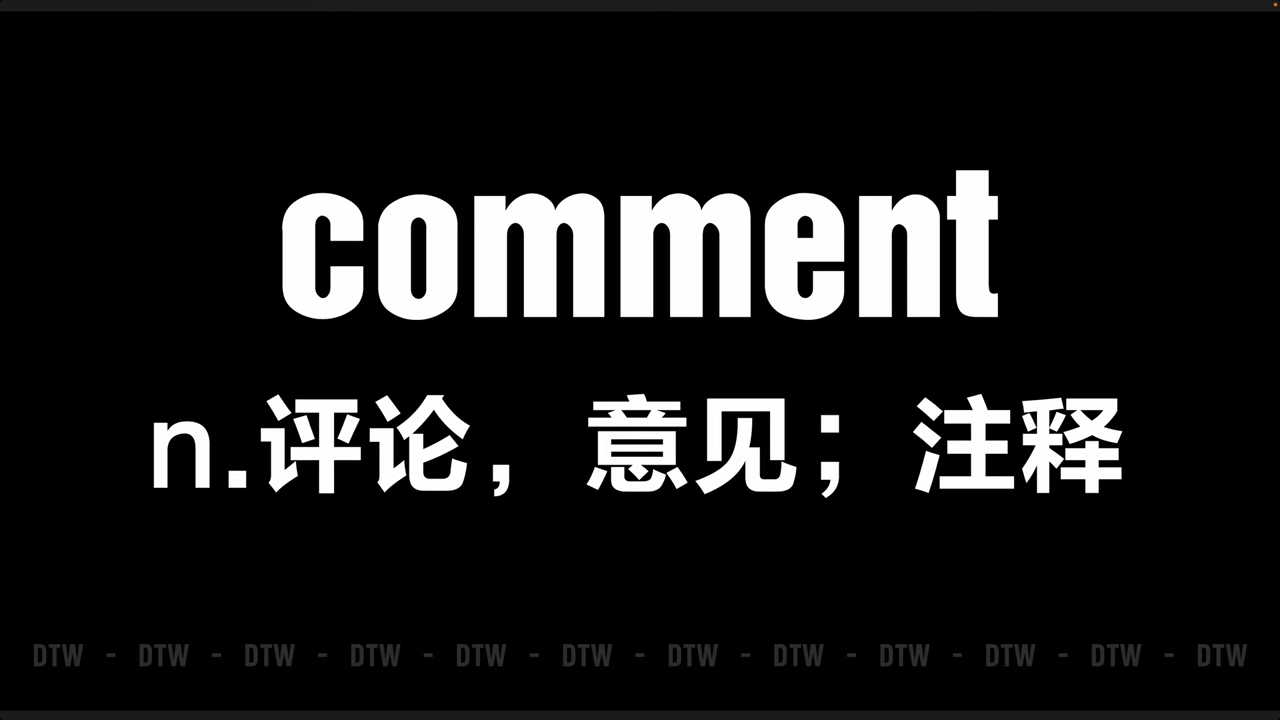 comment
n.评论，意见；注释
DTW - DTW - DTW - DTW - DTW - DTW - DTW - DTW - DTW - DTW - DTW - DTW